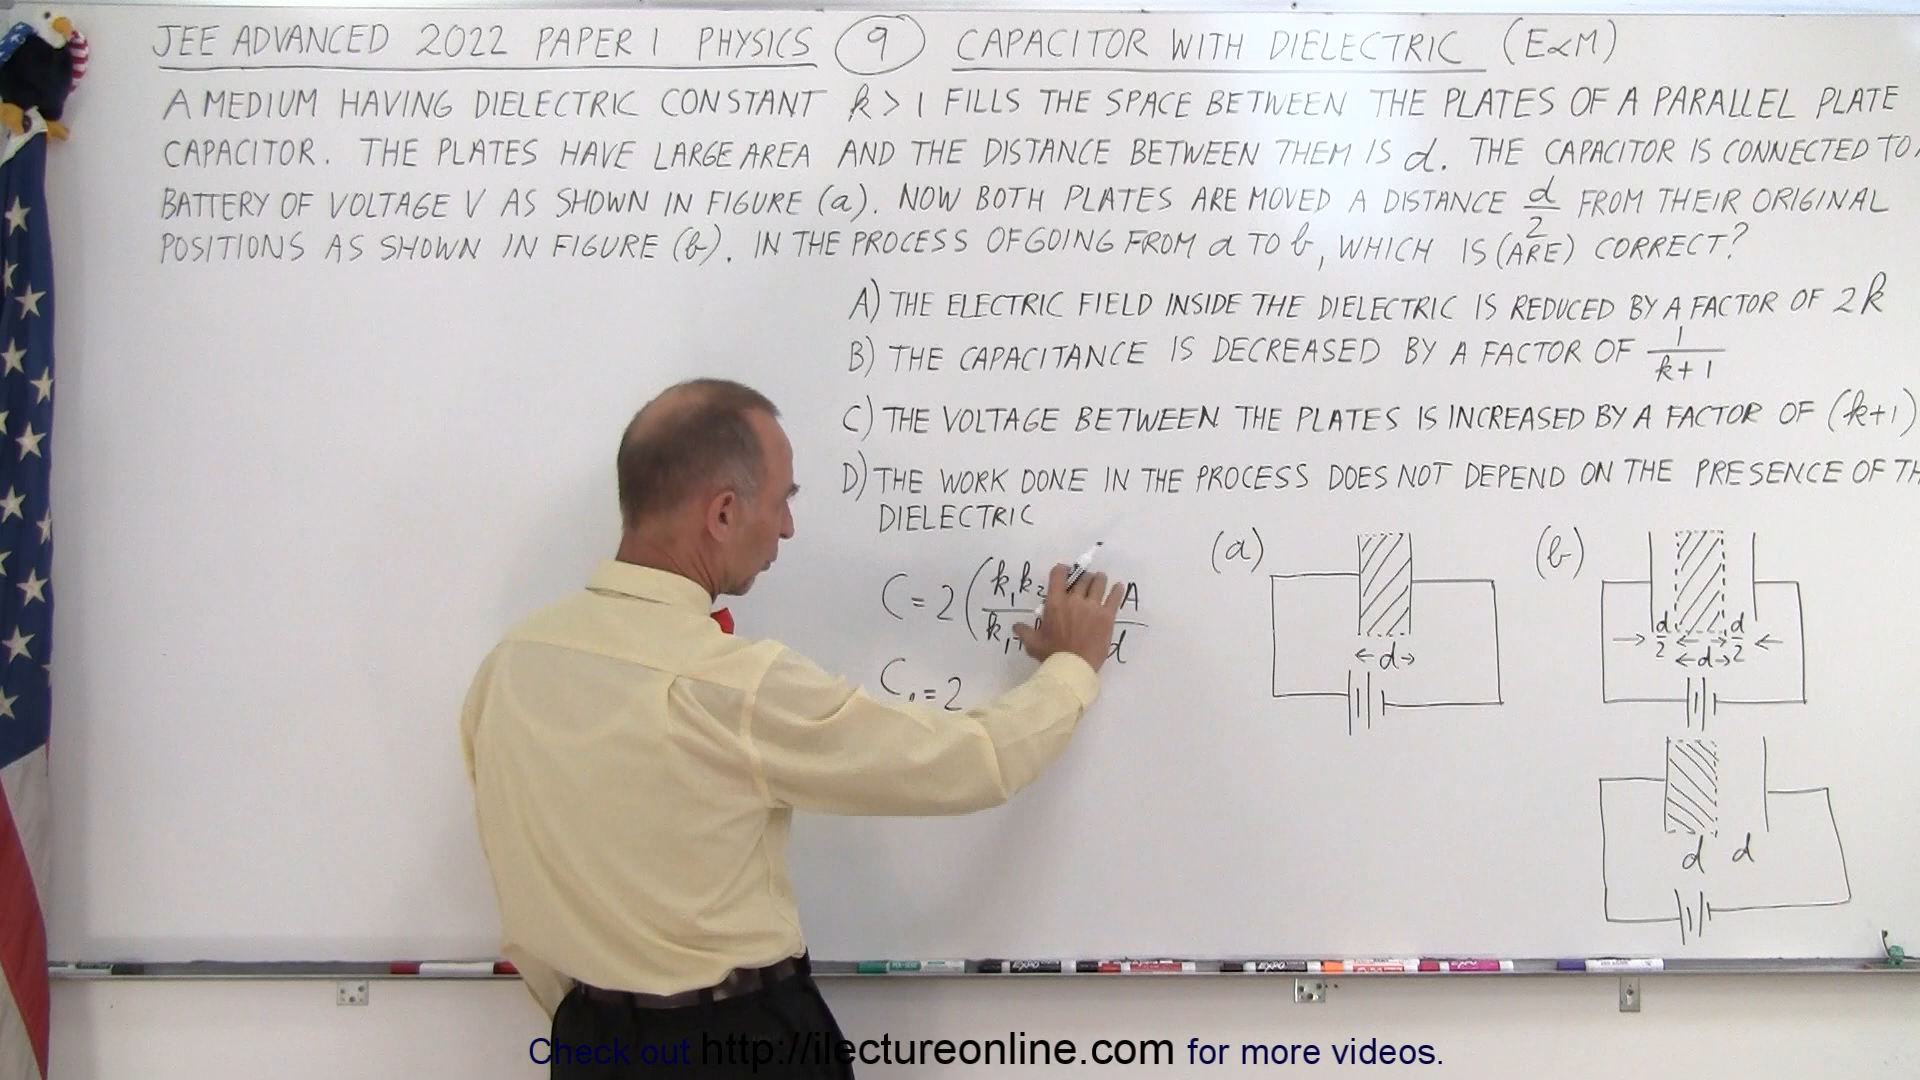 JEE ADVANCED 2022 PAPER 1 PHYSICS 9 CAPACITOR WITH DIELECTRIC (E&M)
A MEDIUM HAVING DIELECTRIC CONSTANT k > 1 FILLS THE SPACE BETWEEN THE PLATES OF A PARALLEL PLATE
CAPACITOR. THE PLATES HAVE LARGE AREA AND THE DISTANCE BETWEEN THEM IS d. THE CAPACITOR IS CONNECTED TO
BATTERY OF VOLTAGE V AS SHOWN IN FIGURE (a). NOW BOTH PLATES ARE MOVED A DISTANCE d/2 FROM THEIR ORIGINAL
POSITIONS AS SHOWN IN FIGURE (b). IN THE PROCESS OF GOING FROM a TO b, WHICH IS (ARE) CORRECT?
A) THE ELECTRIC FIELD INSIDE THE DIELECTRIC IS REDUCED BY A FACTOR OF 2k
B) THE CAPACITANCE IS DECREASED BY A FACTOR OF 1/(k+1)
C) THE VOLTAGE BETWEEN THE PLATES IS INCREASED BY A FACTOR OF (k+1)
D) THE WORK DONE IN THE PROCESS DOES NOT DEPEND ON THE PRESENCE OF
DIELECTRIC
(a) (b)
C = 2 ( k₁k₂ A
k₁+ d
= 2
←d→
d/2 d/2
←d→
d d
Check out http://ilectureonline.com for more videos.